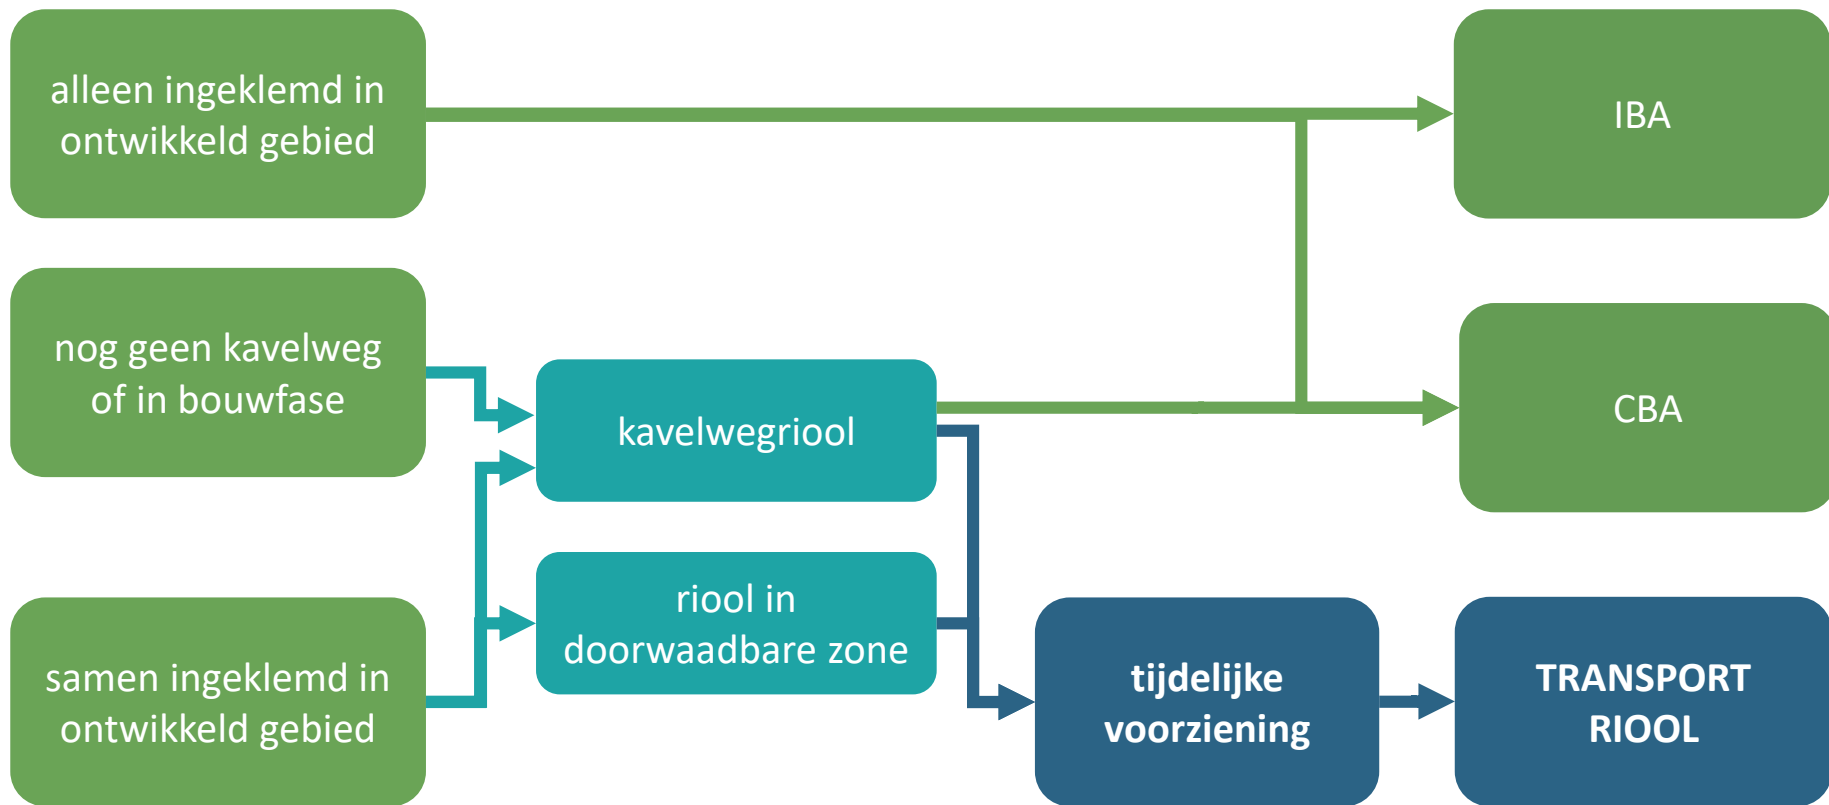 alleen ingeklemd in
ontwikkeld gebied
IBA
nog geen kavelweg
of in bouwfase
kavelwegriool
CBA
riool in
doorwaadbare zone
samen ingeklemd in
ontwikkeld gebied
tijdelijke
voorziening
TRANSPORT
RIOOL